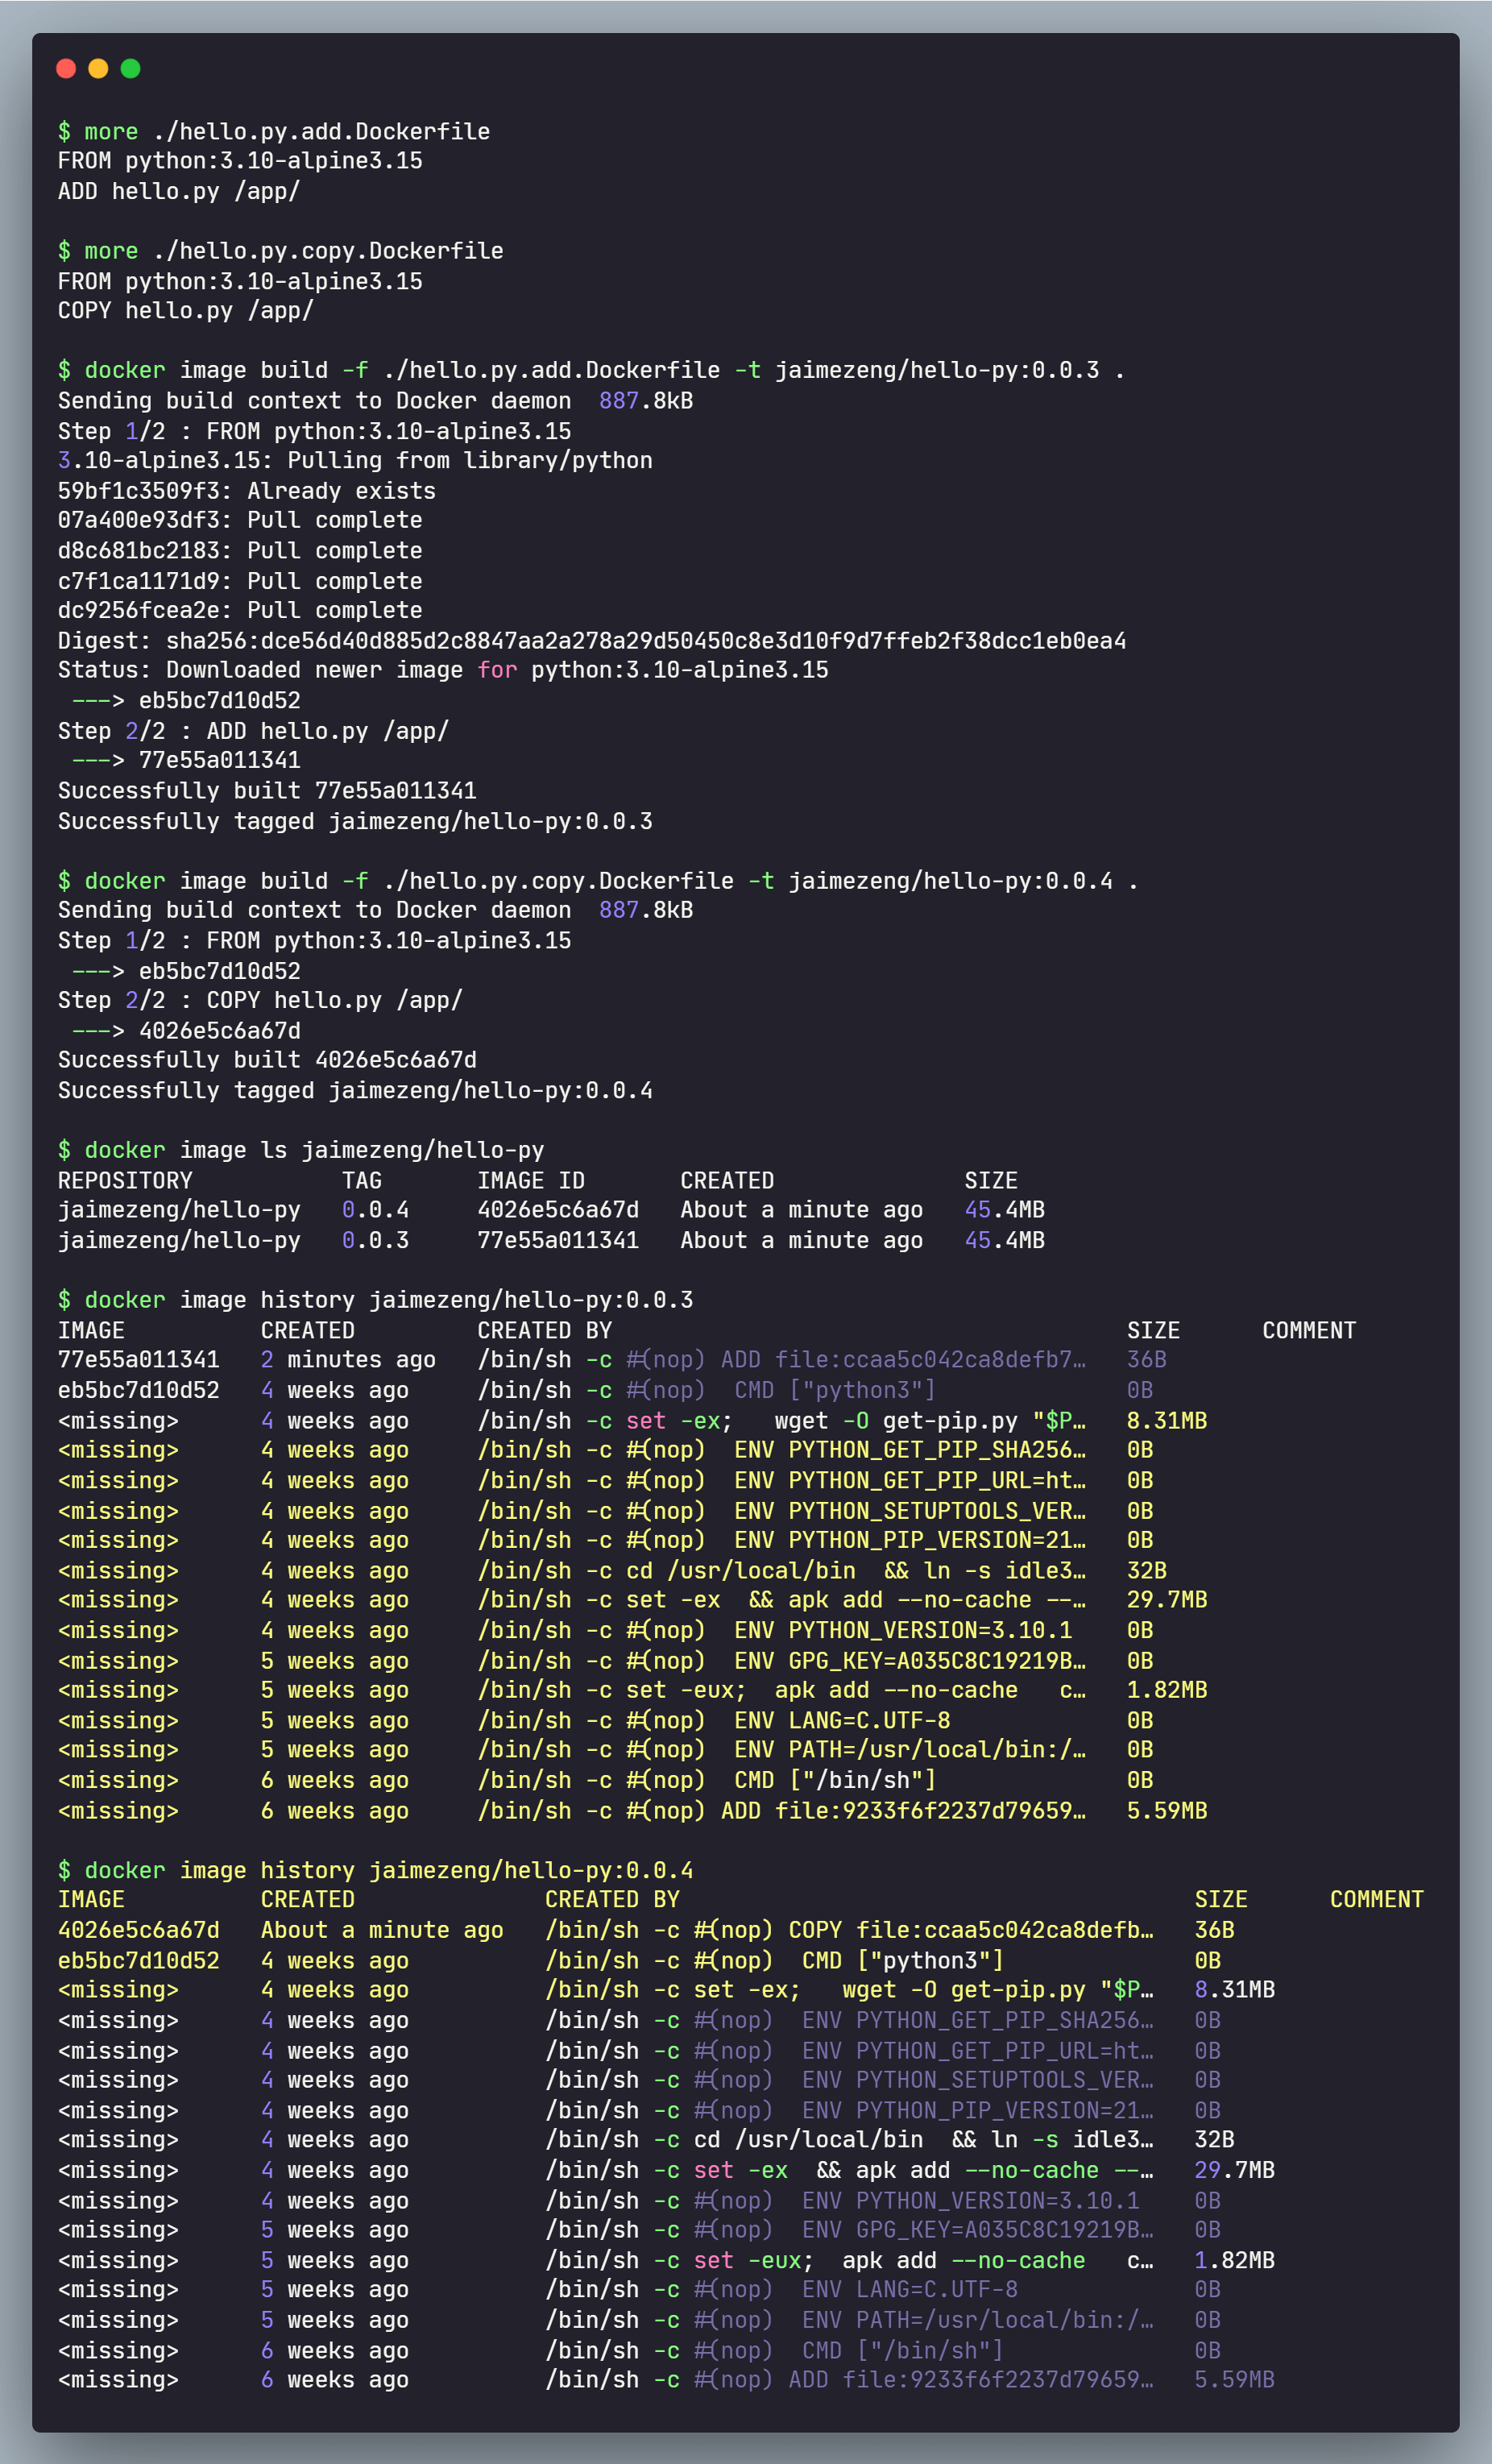 $ more ./hello.py.add.Dockerfile
FROM python:3.10-alpine3.15
ADD hello.py /app/

$ more ./hello.py.copy.Dockerfile
FROM python:3.10-alpine3.15
COPY hello.py /app/

$ docker image build -f ./hello.py.add.Dockerfile -t jaimezeng/hello-py:0.0.3 .
Sending build context to Docker daemon  887.8kB
Step 1/2 : FROM python:3.10-alpine3.15
3.10-alpine3.15: Pulling from library/python
59bf1c3509f3: Already exists
07a400e93df3: Pull complete
d8c681bc2183: Pull complete
c7f1ca1171d9: Pull complete
dc9256fcea2e: Pull complete
Digest: sha256:dce56d40d885d2c8847aa2a278a29d50450c8e3d10f9d7ffeb2f38dcc1eb0ea4
Status: Downloaded newer image for python:3.10-alpine3.15
 ---> eb5bc7d10d52
Step 2/2 : ADD hello.py /app/
 ---> 77e55a011341
Successfully built 77e55a011341
Successfully tagged jaimezeng/hello-py:0.0.3

$ docker image build -f ./hello.py.copy.Dockerfile -t jaimezeng/hello-py:0.0.4 .
Sending build context to Docker daemon  887.8kB
Step 1/2 : FROM python:3.10-alpine3.15
 ---> eb5bc7d10d52
Step 2/2 : COPY hello.py /app/
 ---> 4026e5c6a67d
Successfully built 4026e5c6a67d
Successfully tagged jaimezeng/hello-py:0.0.4

$ docker image ls jaimezeng/hello-py
REPOSITORY           TAG       IMAGE ID       CREATED              SIZE
jaimezeng/hello-py   0.0.4     4026e5c6a67d   About a minute ago   45.4MB
jaimezeng/hello-py   0.0.3     77e55a011341   About a minute ago   45.4MB

$ docker image history jaimezeng/hello-py:0.0.3
IMAGE          CREATED         CREATED BY                                      SIZE      COMMENT
77e55a011341   2 minutes ago   /bin/sh -c #(nop) ADD file:ccaa5c042ca8defb7…   36B
eb5bc7d10d52   4 weeks ago     /bin/sh -c #(nop)  CMD ["python3"]              0B
<missing>      4 weeks ago     /bin/sh -c set -ex;   wget -O get-pip.py "$P…   8.31MB
<missing>      4 weeks ago     /bin/sh -c #(nop)  ENV PYTHON_GET_PIP_SHA256…   0B
<missing>      4 weeks ago     /bin/sh -c #(nop)  ENV PYTHON_GET_PIP_URL=ht…   0B
<missing>      4 weeks ago     /bin/sh -c #(nop)  ENV PYTHON_SETUPTOOLS_VER…   0B
<missing>      4 weeks ago     /bin/sh -c #(nop)  ENV PYTHON_PIP_VERSION=21…   0B
<missing>      4 weeks ago     /bin/sh -c cd /usr/local/bin  && ln -s idle3…   32B
<missing>      4 weeks ago     /bin/sh -c set -ex  && apk add --no-cache --…   29.7MB
<missing>      4 weeks ago     /bin/sh -c #(nop)  ENV PYTHON_VERSION=3.10.1    0B
<missing>      5 weeks ago     /bin/sh -c #(nop)  ENV GPG_KEY=A035C8C19219B…   0B
<missing>      5 weeks ago     /bin/sh -c set -eux;  apk add --no-cache   c…   1.82MB
<missing>      5 weeks ago     /bin/sh -c #(nop)  ENV LANG=C.UTF-8             0B
<missing>      5 weeks ago     /bin/sh -c #(nop)  ENV PATH=/usr/local/bin:/…   0B
<missing>      6 weeks ago     /bin/sh -c #(nop)  CMD ["/bin/sh"]              0B
<missing>      6 weeks ago     /bin/sh -c #(nop) ADD file:9233f6f2237d79659…   5.59MB

$ docker image history jaimezeng/hello-py:0.0.4
IMAGE          CREATED              CREATED BY                                      SIZE      COMMENT
4026e5c6a67d   About a minute ago   /bin/sh -c #(nop) COPY file:ccaa5c042ca8defb…   36B
eb5bc7d10d52   4 weeks ago          /bin/sh -c #(nop)  CMD ["python3"]              0B
<missing>      4 weeks ago          /bin/sh -c set -ex;   wget -O get-pip.py "$P…   8.31MB
<missing>      4 weeks ago          /bin/sh -c #(nop)  ENV PYTHON_GET_PIP_SHA256…   0B
<missing>      4 weeks ago          /bin/sh -c #(nop)  ENV PYTHON_GET_PIP_URL=ht…   0B
<missing>      4 weeks ago          /bin/sh -c #(nop)  ENV PYTHON_SETUPTOOLS_VER…   0B
<missing>      4 weeks ago          /bin/sh -c #(nop)  ENV PYTHON_PIP_VERSION=21…   0B
<missing>      4 weeks ago          /bin/sh -c cd /usr/local/bin  && ln -s idle3…   32B
<missing>      4 weeks ago          /bin/sh -c set -ex  && apk add --no-cache --…   29.7MB
<missing>      4 weeks ago          /bin/sh -c #(nop)  ENV PYTHON_VERSION=3.10.1    0B
<missing>      5 weeks ago          /bin/sh -c #(nop)  ENV GPG_KEY=A035C8C19219B…   0B
<missing>      5 weeks ago          /bin/sh -c set -eux;  apk add --no-cache   c…   1.82MB
<missing>      5 weeks ago          /bin/sh -c #(nop)  ENV LANG=C.UTF-8             0B
<missing>      5 weeks ago          /bin/sh -c #(nop)  ENV PATH=/usr/local/bin:/…   0B
<missing>      6 weeks ago          /bin/sh -c #(nop)  CMD ["/bin/sh"]              0B
<missing>      6 weeks ago          /bin/sh -c #(nop) ADD file:9233f6f2237d79659…   5.59MB